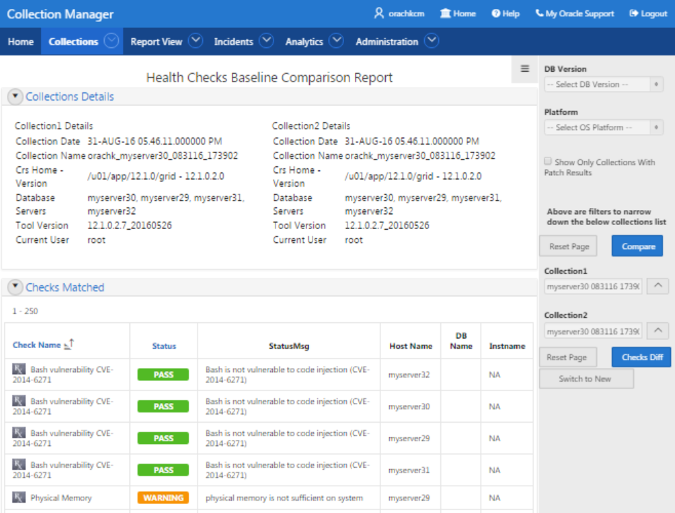 Collection Manager
orachkcm Home Help My Oracle Support Logout
Home Collections Report View Incidents Analytics Administration
Health Checks Baseline Comparison Report
Collections Details
Collection1 Details
Collection Date 31-AUG-16 05.46.11.000000 PM
Collection Name orachk_myserver30_083116_173902
Crs Home - Version /u01/app/12.1.0/grid - 12.1.0.2.0
Database Servers myserver30, myserver29, myserver31, myserver32
Tool Version 12.1.0.2.7_20160526
Current User root
Collection2 Details
Collection Date 31-AUG-16 05.46.11.000000 PM
Collection Name orachk_myserver30_083116_173902
Crs Home - Version /u01/app/12.1.0/grid - 12.1.0.2.0
Database Servers myserver30, myserver29, myserver31, myserver32
Tool Version 12.1.0.2.7_20160526
Current User root
Checks Matched
1 - 250
Check Name Status StatusMsg Host Name DB Name Instname
Bash vulnerability CVE-2014-6271 PASS Bash is not vulnerable to code injection (CVE-2014-6271) myserver32 NA
Bash vulnerability CVE-2014-6271 PASS Bash is not vulnerable to code injection (CVE-2014-6271) myserver30 NA
Bash vulnerability CVE-2014-6271 PASS Bash is not vulnerable to code injection (CVE-2014-6271) myserver29 NA
Bash vulnerability CVE-2014-6271 PASS Bash is not vulnerable to code injection (CVE-2014-6271) myserver31 NA
Physical Memory WARNING physical memory is not sufficient on system myserver29 NA
DB Version
-- Select DB Version --
Platform
-- Select OS Platform --
Show Only Collections With
Patch Results
Above are filters to narrow
down the below collections list
Reset Page Compare
Collection1
myserver30 083116 1739
Collection2
myserver30 083116 1739
Reset Page Checks Diff
Switch to New